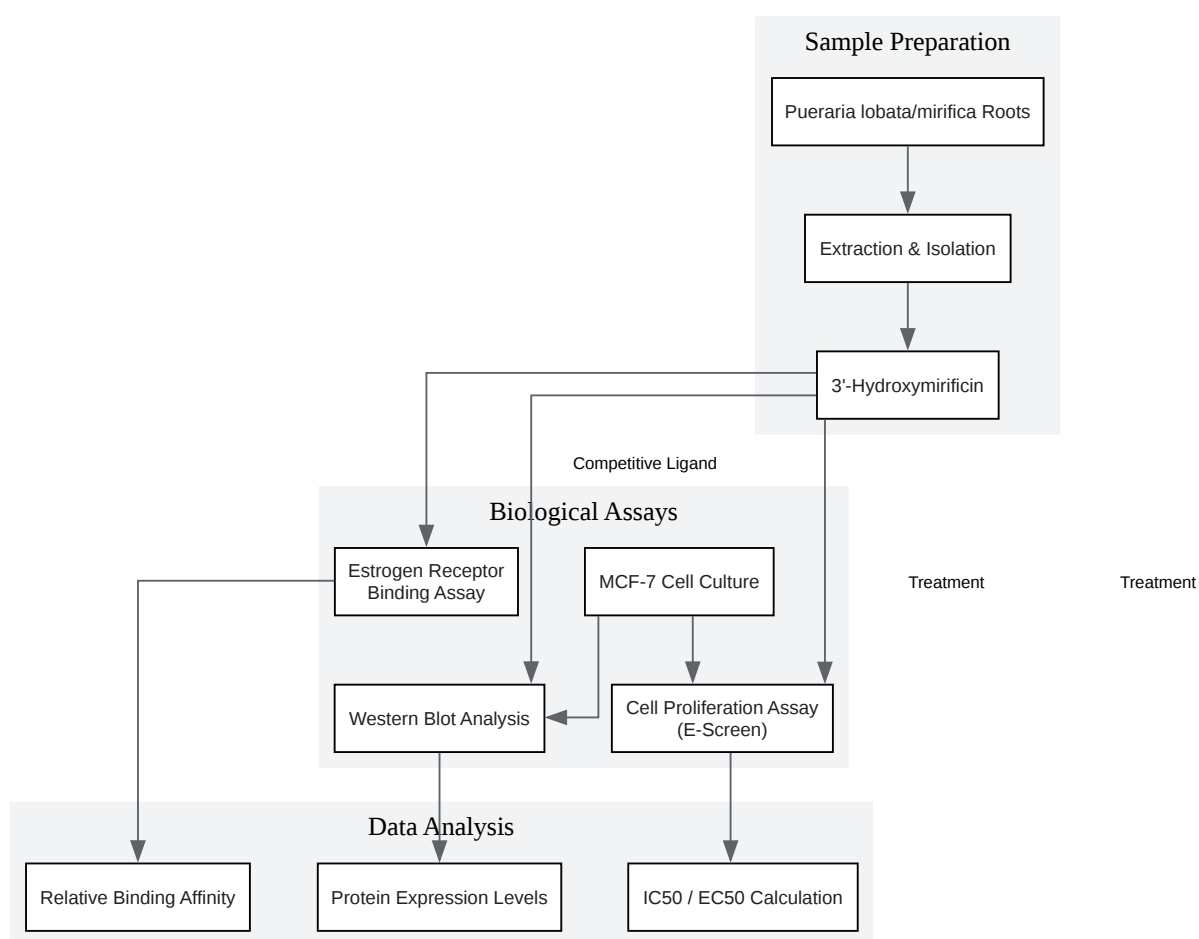 Sample Preparation
Pueraria lobata/mirifica Roots
Extraction & Isolation
3'-Hydroxymirificin
Competitive Ligand
Biological Assays
Estrogen Receptor
Binding Assay
MCF-7 Cell Culture
Treatment
Treatment
Western Blot Analysis
Cell Proliferation Assay
(E-Screen)
Data Analysis
Relative Binding Affinity
Protein Expression Levels
IC50 / EC50 Calculation